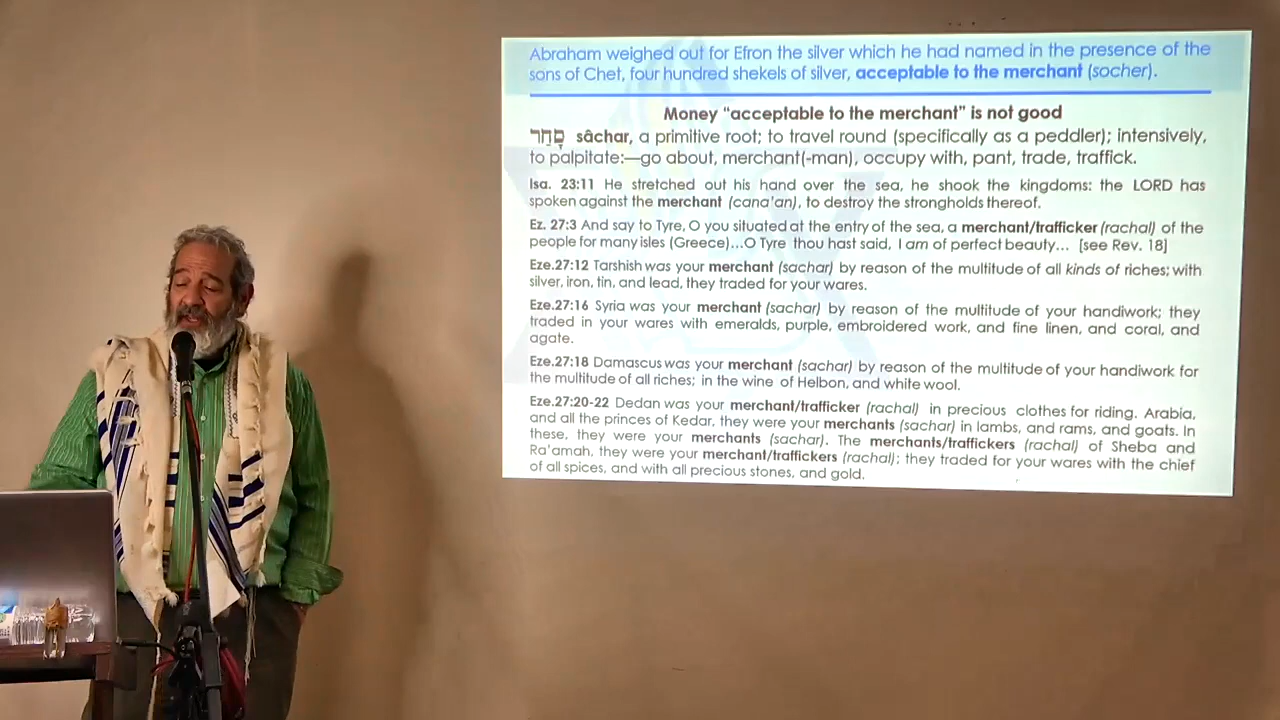 Abraham weighed out for Efron the silver which he had named in the presence of the
sons of Chet, four hundred shekels of silver, acceptable to the merchant (socher).
Money “acceptable to the merchant” is not good
סָחַר sâchar, a primitive root; to travel round (specifically as a peddler); intensively,
to palpitate:—go about, merchant(-man), occupy with, pant, trade, traffick.
Isa. 23:11 He stretched out his hand over the sea, he shook the kingdoms: the LORD has
spoken against the merchant (cana’an), to destroy the strongholds thereof.
Ez. 27:3 And say to Tyre, O you situated at the entry of the sea, a merchant/trafficker (rachal) of the
people for many isles (Greece)...O Tyre thou hast said, I am of perfect beauty... [see Rev. 18]
Eze.27:12 Tarshish was your merchant (sachar) by reason of the multitude of all kinds of riches; with
silver, iron, tin, and lead, they traded for your wares.
Eze.27:16 Syria was your merchant (sachar) by reason of the multitude of your handiwork; they
traded in your wares with emeralds, purple, embroidered work, and fine linen, and coral, and
agate.
Eze.27:18 Damascus was your merchant (sachar) by reason of the multitude of your handiwork for
the multitude of all riches; in the wine of Helbon, and white wool.
Eze.27:20-22 Dedan was your merchant/trafficker (rachal) in precious clothes for riding. Arabia,
and all the princes of Kedar, they were your merchants (sachar) in lambs, and rams, and goats. In
these, they were your merchants (sachar). The merchants/traffickers (rachal) of Sheba and
Ra’amah, they were your merchant/traffickers (rachal); they traded for your wares with the chief
of all spices, and with all precious stones, and gold.